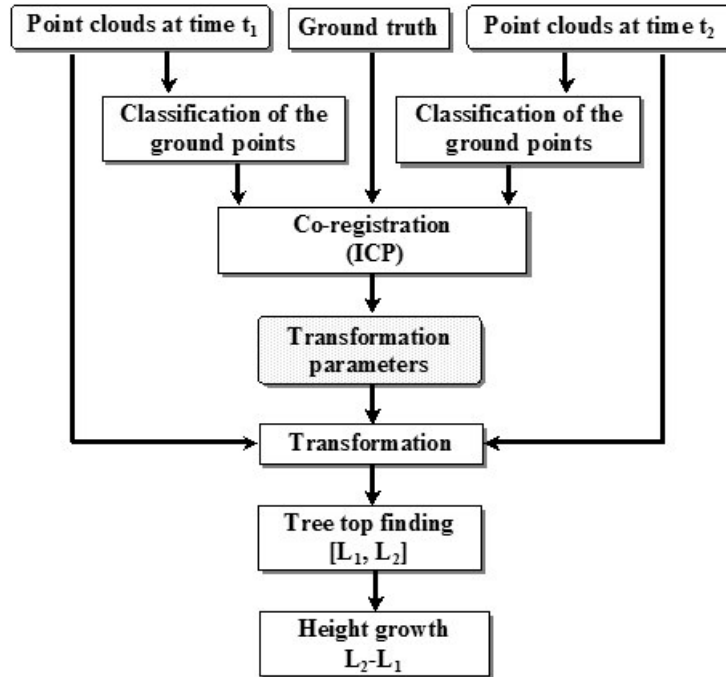 Point clouds at time t₁
Ground truth
Point clouds at time t₂
Classification of the
ground points
Classification of the
ground points
Co-registration
(ICP)
Transformation
parameters
Transformation
Tree top finding
[L₁, L₂]
Height growth
L₂-L₁